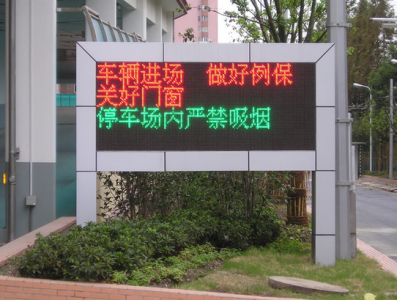 车辆进场 做好例保
关好门窗
停车场内严禁吸烟